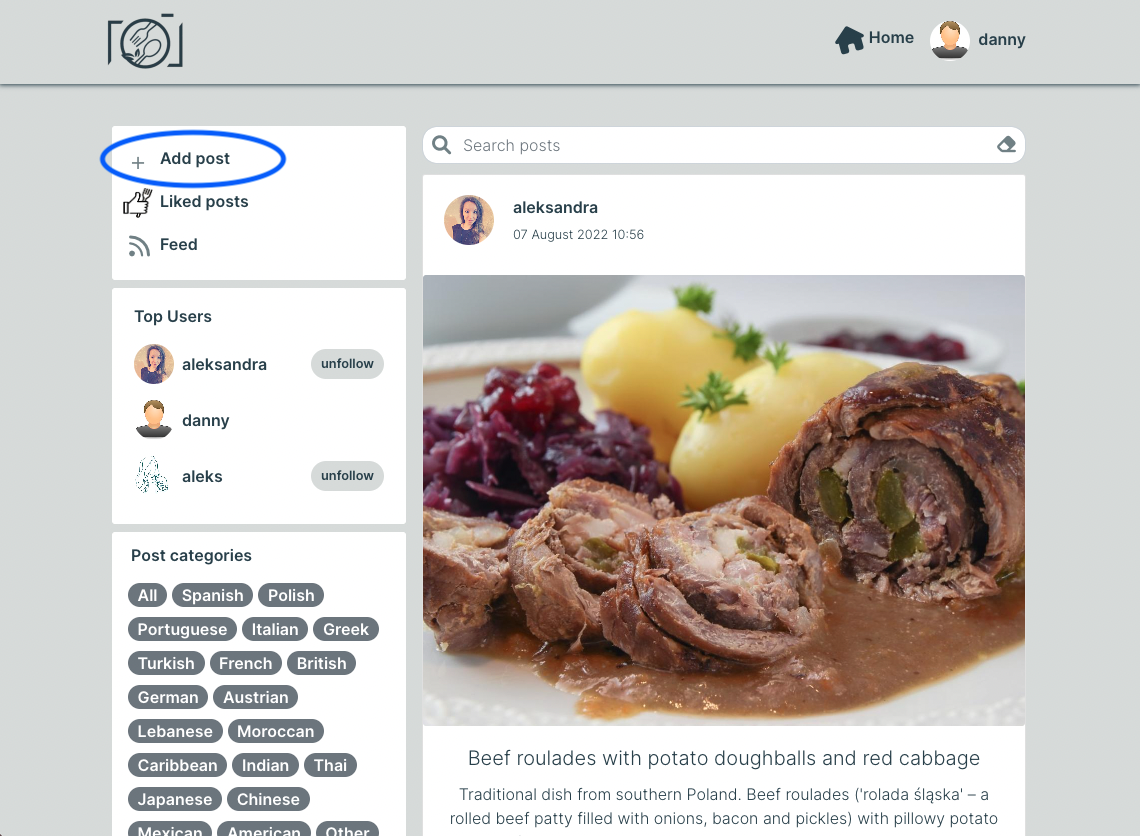 Home
danny
Add post
Liked posts
Feed
Top Users
aleksandra unfollow
danny
aleks unfollow
Post categories
All Spanish Polish
Portuguese Italian Greek
Turkish French British
German Austrian
Lebanese Moroccan
Caribbean Indian Thai
Japanese Chinese
Mexican American Other
Search posts
aleksandra
07 August 2022 10:56
Beef roulades with potato doughballs and red cabbage
Traditional dish from southern Poland. Beef roulades ('rolada śląska' – a
rolled beef patty filled with onions, bacon and pickles) with pillowy potato